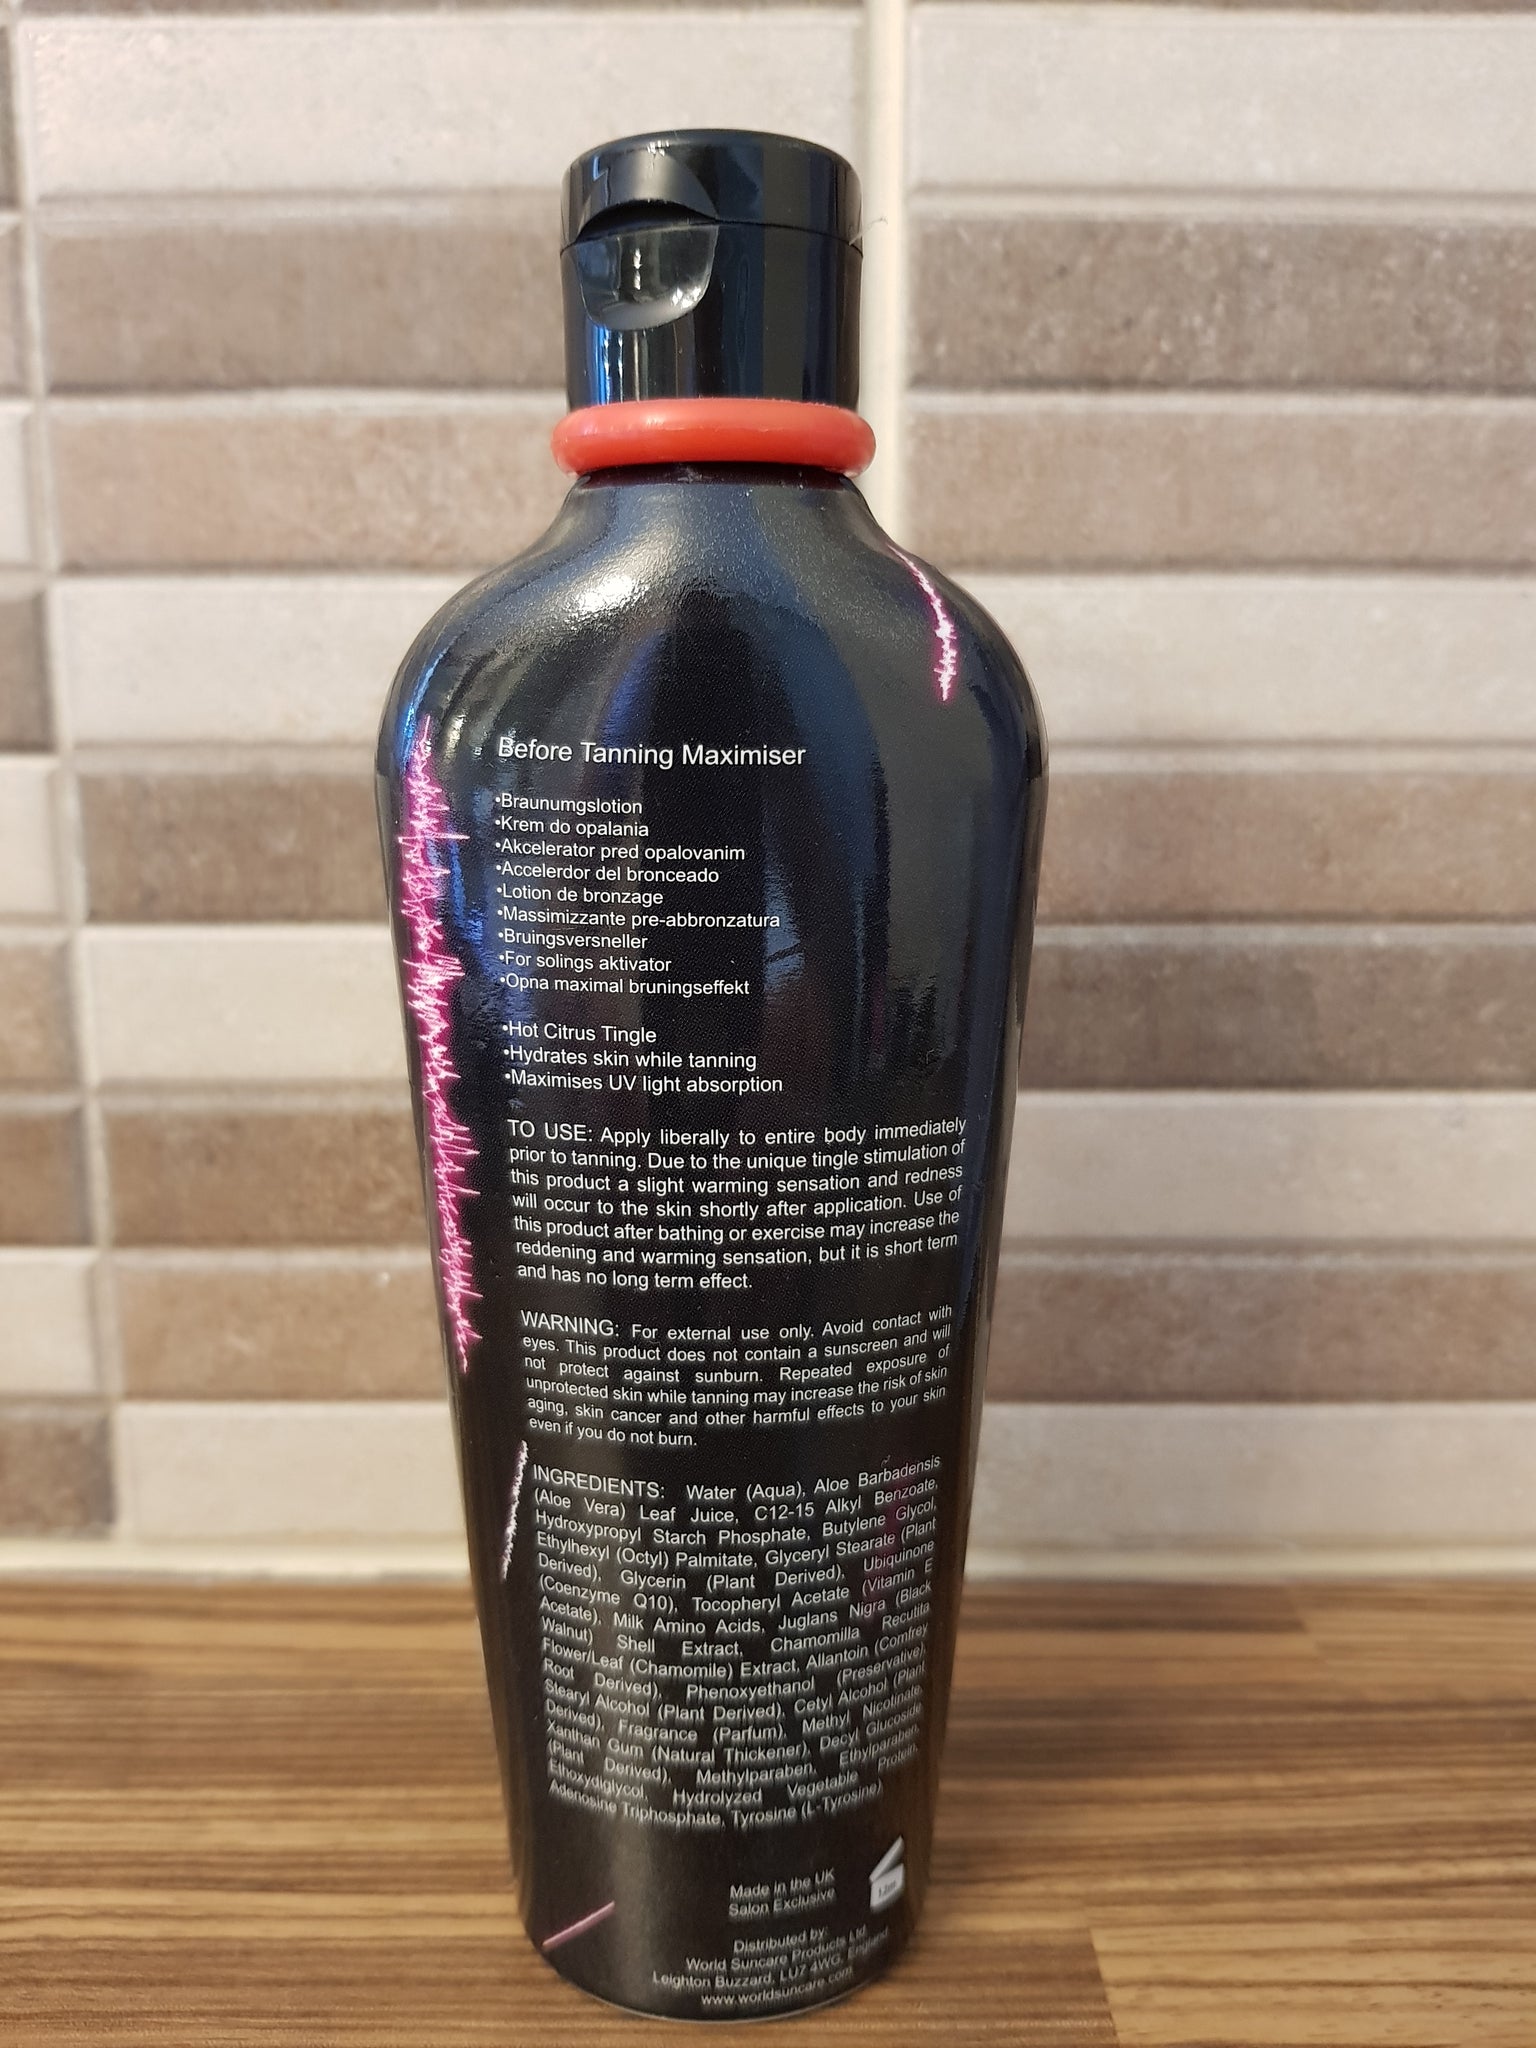 Before Tanning Maximiser
•Braunumgslotion
•Krem do opalania
•Akcelerator pred opalovanim
•Accelerdor del bronceado
•Lotion de bronzage
•Massimizzante pre-abbronzatura
•Bruingsversneller
•For solings aktivator
•Opna maximal bruningseffekt
•Hot Citrus Tingle
•Hydrates skin while tanning
•Maximises UV light absorption
TO USE: Apply liberally to entire body immediately
prior to tanning. Due to the unique tingle stimulation of
this product a slight warming sensation and redness
will occur to the skin shortly after application. Use of
this product after bathing or exercise may increase the
reddening and warming sensation, but it is short term
and has no long term effect.
WARNING: For external use only. Avoid contact with
eyes. This product does not contain a sunscreen and will
not protect against sunburn. Repeated exposure of
unprotected skin while tanning may increase the risk of skin
aging, skin cancer and other harmful effects to your skin
even if you do not burn.
INGREDIENTS: Water (Aqua), Aloe Barbadensis
(Aloe Vera) Leaf Juice, C12-15 Alkyl Benzoate,
Hydroxypropyl Starch Phosphate, Butylene Glycol,
Ethylhexyl (Octyl) Palmitate, Glyceryl Stearate (Plant
Derived), Glycerin (Plant Derived), Ubiquinone
(Coenzyme Q10), Tocopheryl Acetate (Vitamin E
Acetate), Milk Amino Acids, Juglans Nigra (Black
Walnut) Shell Extract, Chamomilla Recutita
Flower/Leaf (Chamomile) Extract, Allantoin (Comfrey
Root Derived), Phenoxyethanol (Preservative),
Stearyl Alcohol (Plant Derived), Cetyl Alcohol (Plant
Derived), Fragrance (Parfum), Methyl Nicotinate,
Xanthan Gum (Natural Thickener), Decyl Glucoside
(Plant Derived), Methylparaben, Ethylparaben,
Ethoxydiglycol, Hydrolyzed Vegetable Protein,
Adenosine Triphosphate, Tyrosine (L-Tyrosine)
Made in the UK
Salon Exclusive
12m
Distributed by:
World Suncare Products Ltd.
Leighton Buzzard, LU7 4WG, England
www.worldsuncare.com